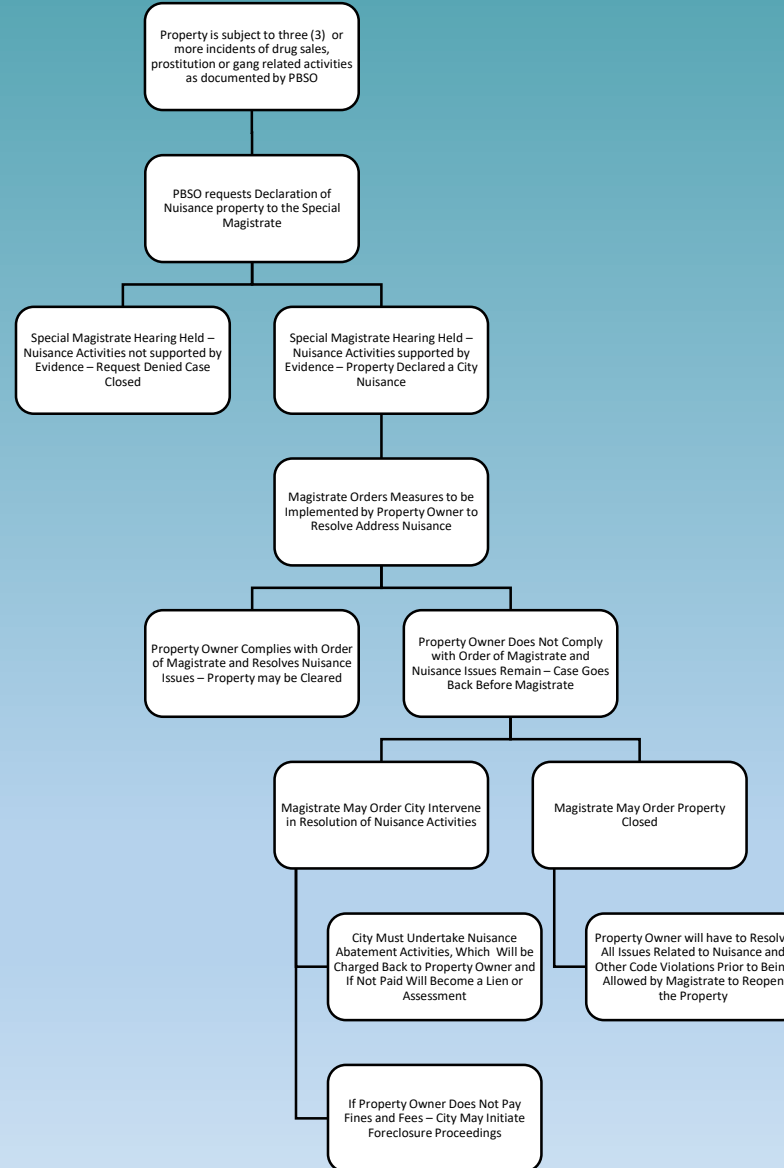 Property is subject to three (3) or
more incidents of drug sales,
prostitution or gang related activities
as documented by PBSO
PBSO requests Declaration of
Nuisance property to the Special
Magistrate
Special Magistrate Hearing Held –
Nuisance Activities not supported by
Evidence – Request Denied Case
Closed
Special Magistrate Hearing Held –
Nuisance Activities supported by
Evidence – Property Declared a City
Nuisance
Magistrate Orders Measures to be
Implemented by Property Owner to
Resolve Address Nuisance
Property Owner Complies with Order
of Magistrate and Resolves Nuisance
Issues – Property may be Cleared
Property Owner Does Not Comply
with Order of Magistrate and
Nuisance Issues Remain – Case Goes
Back Before Magistrate
Magistrate May Order City Intervene
in Resolution of Nuisance Activities
Magistrate May Order Property
Closed
City Must Undertake Nuisance
Abatement Activities, Which Will be
Charged Back to Property Owner and
If Not Paid Will Become a Lien or
Assessment
Property Owner will have to Resolv
All Issues Related to Nuisance and
Other Code Violations Prior to Bein
Allowed by Magistrate to Reopen
the Property
If Property Owner Does Not Pay
Fines and Fees – City May Initiate
Foreclosure Proceedings